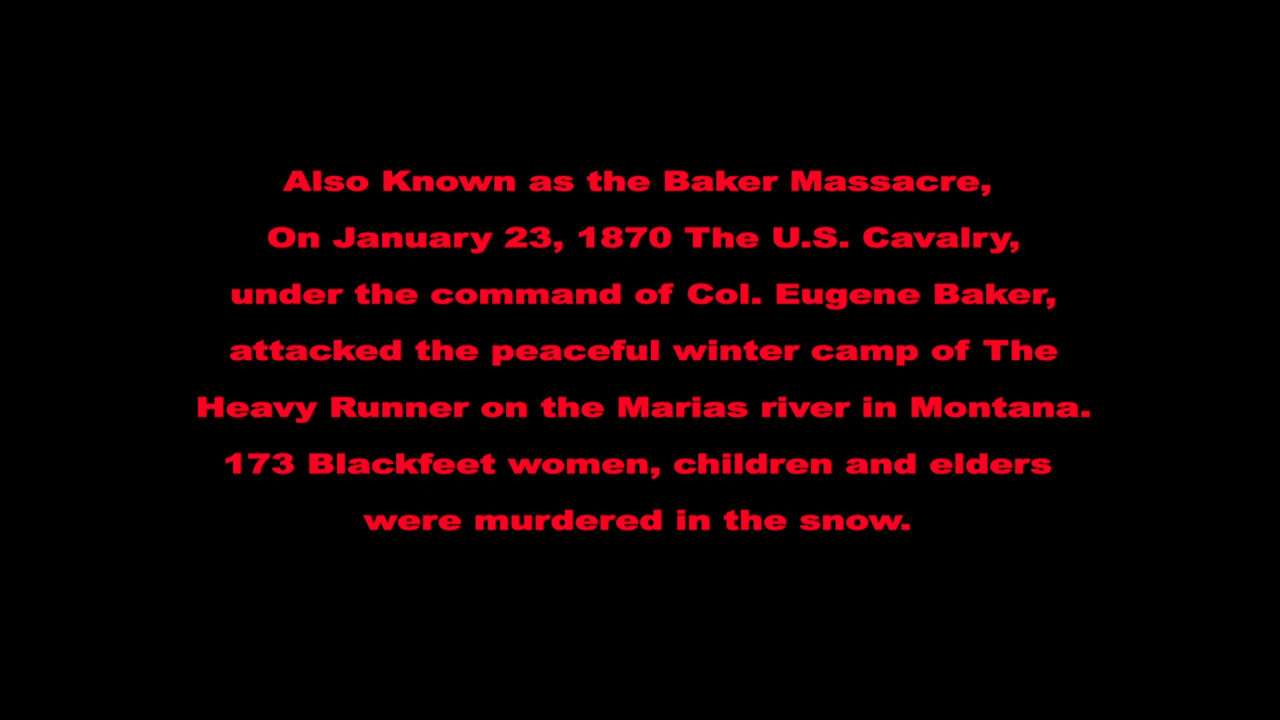 Also Known as the Baker Massacre,
On January 23, 1870 The U.S. Cavalry,
under the command of Col. Eugene Baker,
attacked the peaceful winter camp of The
Heavy Runner on the Marias river in Montana.
173 Blackfeet women, children and elders
were murdered in the snow.